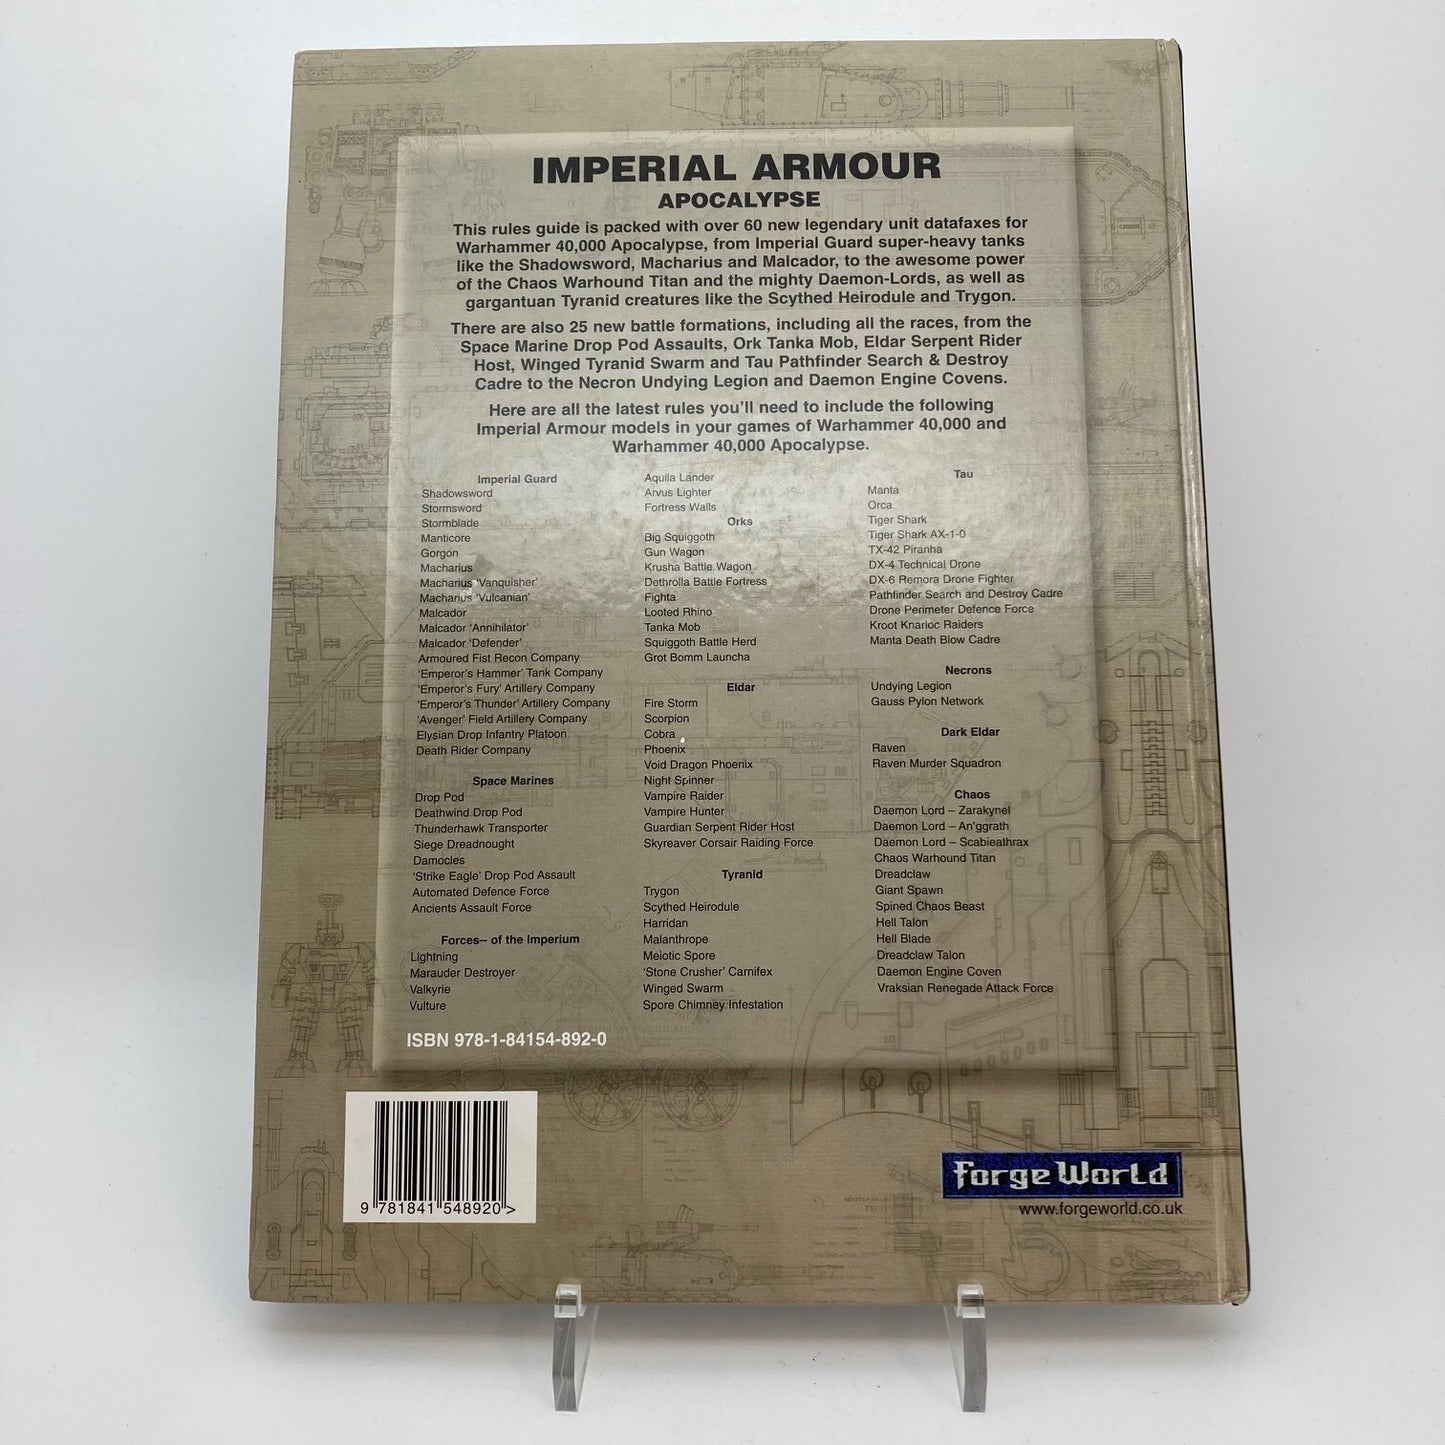 IMPERIAL ARMOUR
APOCALYPSE
This rules guide is packed with over 60 new legendary unit datafaxes for
Warhammer 40,000 Apocalypse, from Imperial Guard super-heavy tanks
like the Shadowsword, Macharius and Malcador, to the awesome power
of the Chaos Warhound Titan and the mighty Daemon-Lords, as well as
gargantuan Tyranid creatures like the Scythed Heirodule and Trygon.
There are also 25 new battle formations, including all the races, from the
Space Marine Drop Pod Assaults, Ork Tanka Mob, Eldar Serpent Rider
Host, Winged Tyranid Swarm and Tau Pathfinder Search & Destroy
Cadre to the Necron Undying Legion and Daemon Engine Covens.
Here are all the latest rules you'll need to include the following
Imperial Armour models in your games of Warhammer 40,000 and
Warhammer 40,000 Apocalypse.
Imperial Guard
Shadowsword
Stormsword
Stormblade
Manticore
Gorgon
Macharius
Macharius 'Vanquisher'
Macharius 'Vulcanian'
Malcador
Malcador 'Annihilator'
Malcador 'Defender'
Armoured Fist Recon Company
'Emperor's Hammer' Tank Company
'Emperor's Fury' Artillery Company
'Emperor's Thunder' Artillery Company
'Avenger' Field Artillery Company
Elysian Drop Infantry Platoon
Death Rider Company
Space Marines
Drop Pod
Deathwind Drop Pod
Thunderhawk Transporter
Siege Dreadnought
Damocles
'Strike Eagle' Drop Pod Assault
Automated Defence Force
Ancients Assault Force
Forces-- of the Imperium
Lightning
Marauder Destroyer
Valkyrie
Vulture
Aquila Lander
Arvus Lighter
Fortress Walls
Orks
Big Squiggoth
Gun Wagon
Krusha Battle Wagon
Dethrolla Battle Fortress
Fighta
Looted Rhino
Tanka Mob
Squiggoth Battle Herd
Grot Bomm Launcha
Eldar
Fire Storm
Scorpion
Cobra
Phoenix
Void Dragon Phoenix
Night Spinner
Vampire Raider
Vampire Hunter
Guardian Serpent Rider Host
Skyreaver Corsair Raiding Force
Tyranid
Trygon
Scythed Heirodule
Harridan
Malanthrope
Meiotic Spore
'Stone Crusher' Carnifex
Winged Swarm
Spore Chimney Infestation
Tau
Manta
Orca
Tiger Shark
Tiger Shark AX-1-0
TX-42 Piranha
DX-4 Technical Drone
DX-6 Remora Drone Fighter
Pathfinder Search and Destroy Cadre
Drone Perimeter Defence Force
Kroot Knarloc Raiders
Manta Death Blow Cadre
Necrons
Undying Legion
Gauss Pylon Network
Dark Eldar
Raven
Raven Murder Squadron
Chaos
Daemon Lord – Zarakynel
Daemon Lord – An'ggrath
Daemon Lord – Scabieathrax
Chaos Warhound Titan
Dreadclaw
Giant Spawn
Spined Chaos Beast
Hell Talon
Hell Blade
Dreadclaw Talon
Daemon Engine Coven
Vraksian Renegade Attack Force
ISBN 978-1-84154-892-0
9 781841 548920 >
Forge World
www.forgeworld.co.uk